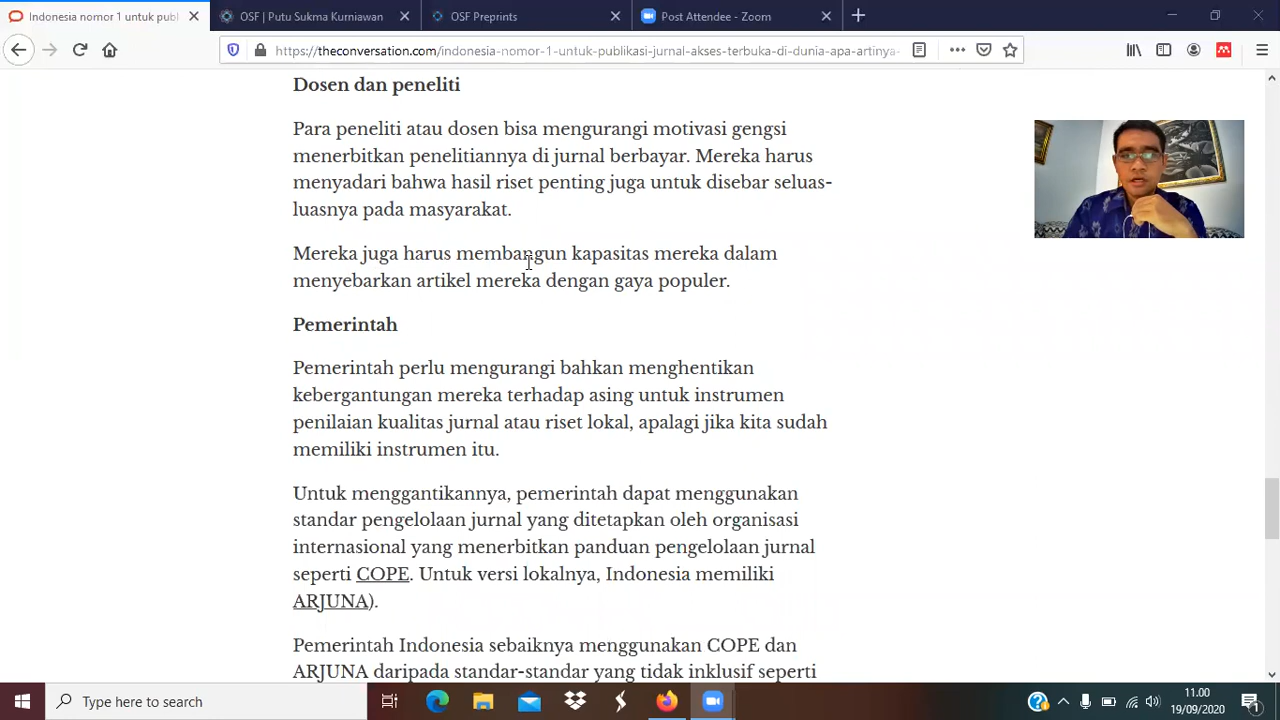 Indonesia nomor 1 untuk publ
OSF | Putu Sukma Kurniawan
OSF Preprints
Post Attendee - Zoom
https://theconversation.com/indonesia-nomor-1-untuk-publikasi-jurnal-akses-terbuka-di-dunia-apa-artinya-
Dosen dan peneliti
Para peneliti atau dosen bisa mengurangi motivasi gengsi
menerbitkan penelitiannya di jurnal berbayar. Mereka harus
menyadari bahwa hasil riset penting juga untuk disebar seluas-
luasnya pada masyarakat.
Mereka juga harus membangun kapasitas mereka dalam
menyebarkan artikel mereka dengan gaya populer.
Pemerintah
Pemerintah perlu mengurangi bahkan menghentikan
kebergantungan mereka terhadap asing untuk instrumen
penilaian kualitas jurnal atau riset lokal, apalagi jika kita sudah
memiliki instrumen itu.
Untuk menggantikannya, pemerintah dapat menggunakan
standar pengelolaan jurnal yang ditetapkan oleh organisasi
internasional yang menerbitkan panduan pengelolaan jurnal
seperti COPE. Untuk versi lokalnya, Indonesia memiliki
ARJUNA).
Pemerintah Indonesia sebaiknya menggunakan COPE dan
ARJUNA daripada standar-standar yang tidak inklusif seperti
Type here to search
11.00
19/09/2020
1